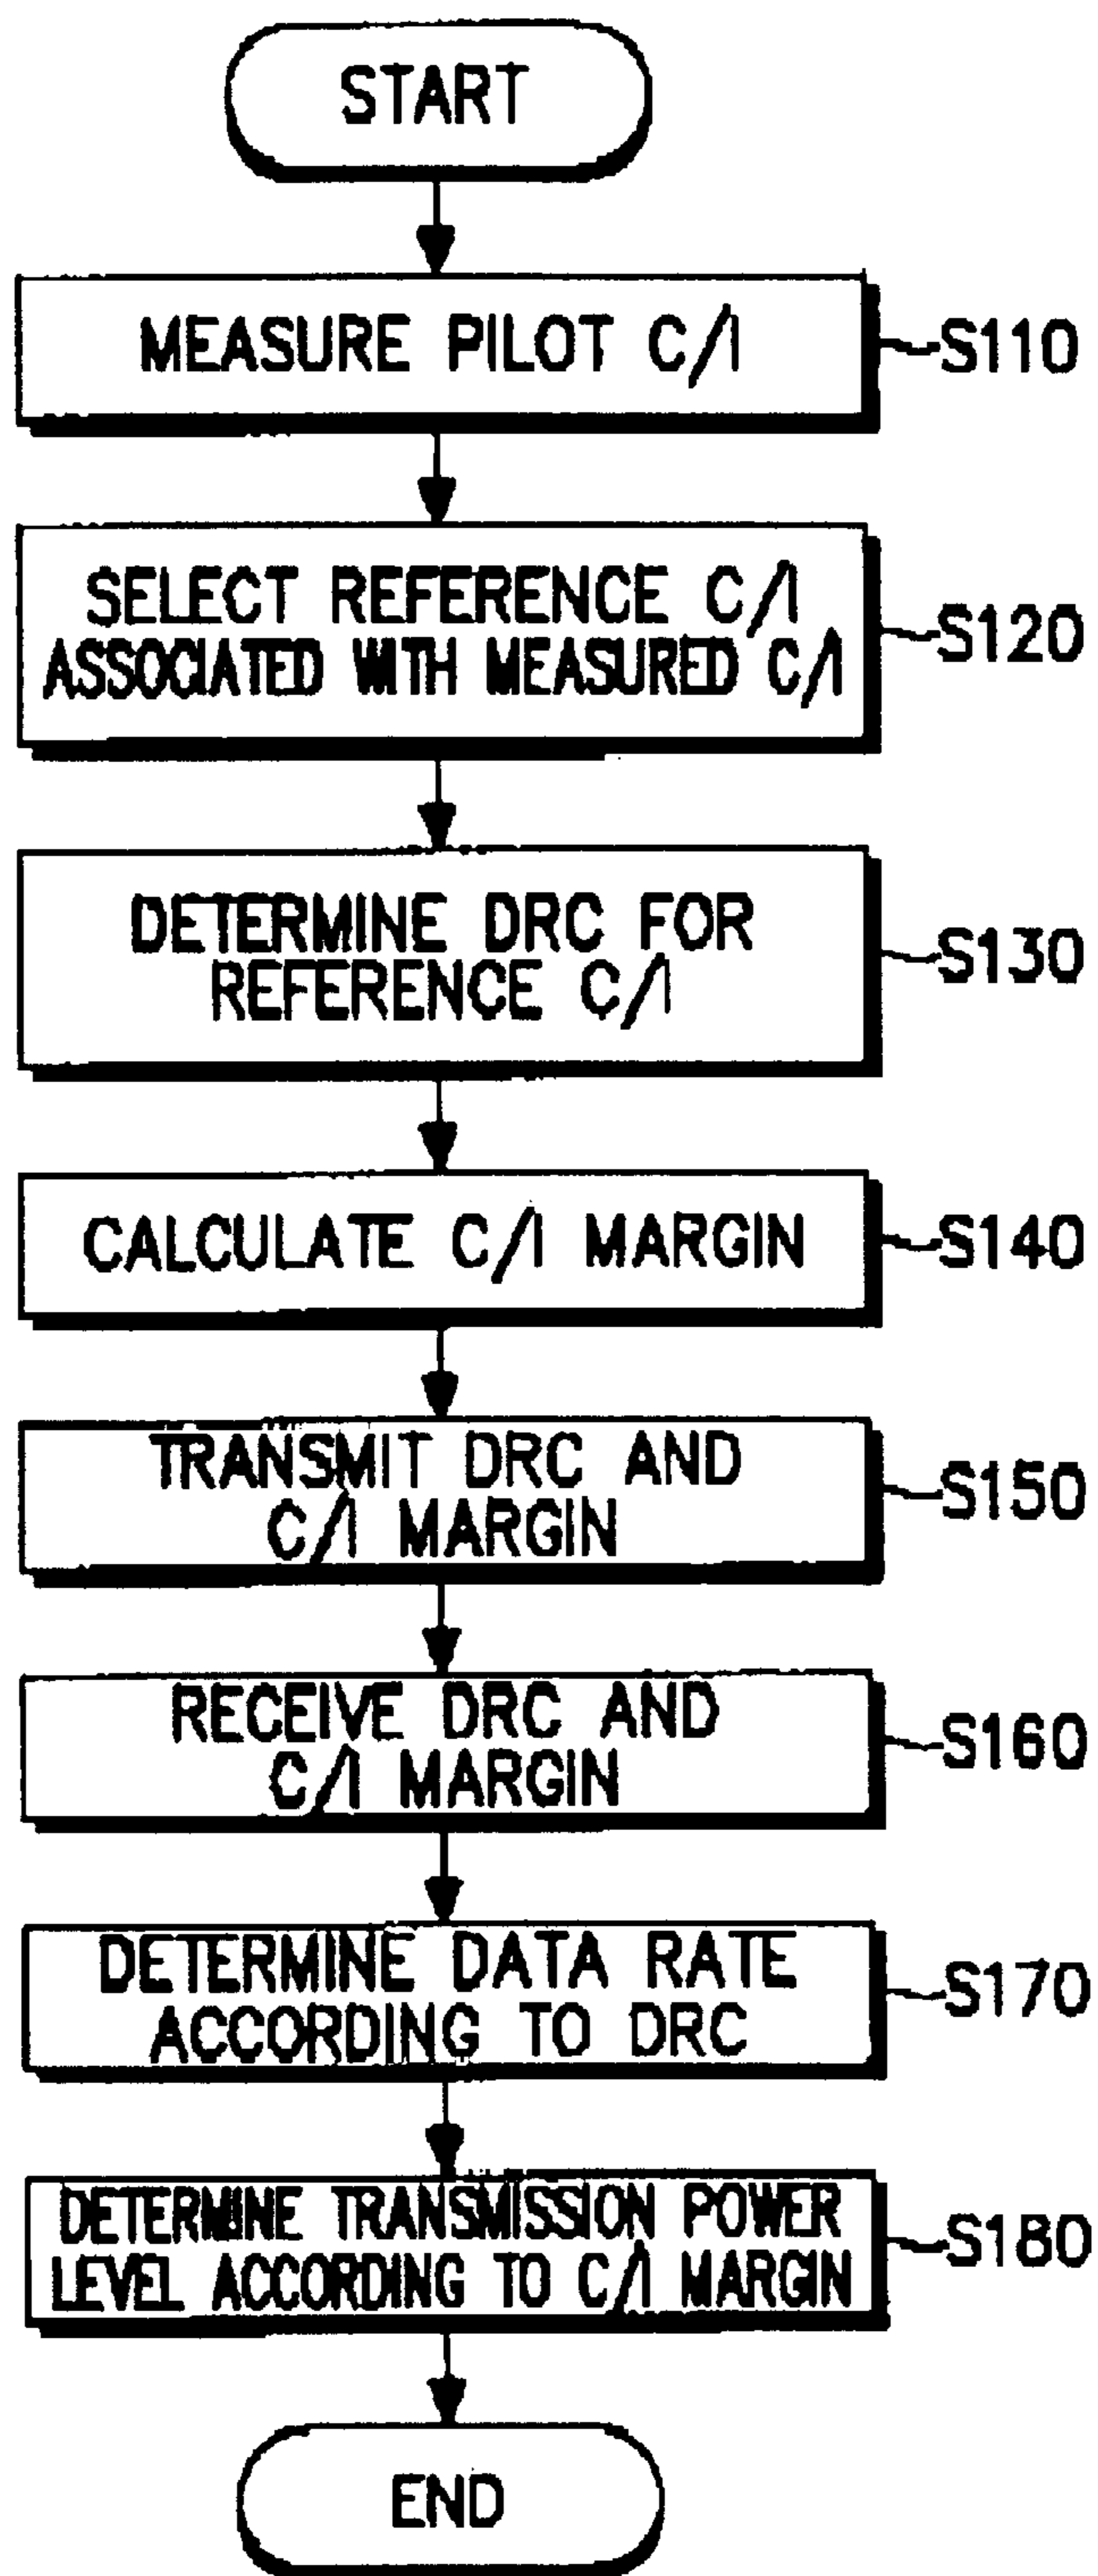 START
MEASURE PILOT C/I
S110
SELECT REFERENCE C/I
ASSOCIATED WITH MEASURED C/I
S120
DETERMINE DRC FOR
REFERENCE C/I
S130
CALCULATE C/I MARGIN
S140
TRANSMIT DRC AND
C/I MARGIN
S150
RECEIVE DRC AND
C/I MARGIN
S160
DETERMINE DATA RATE
ACCORDING TO DRC
S170
DETERMINE TRANSMISSION POWER
LEVEL ACCORDING TO C/I MARGIN
S180
END